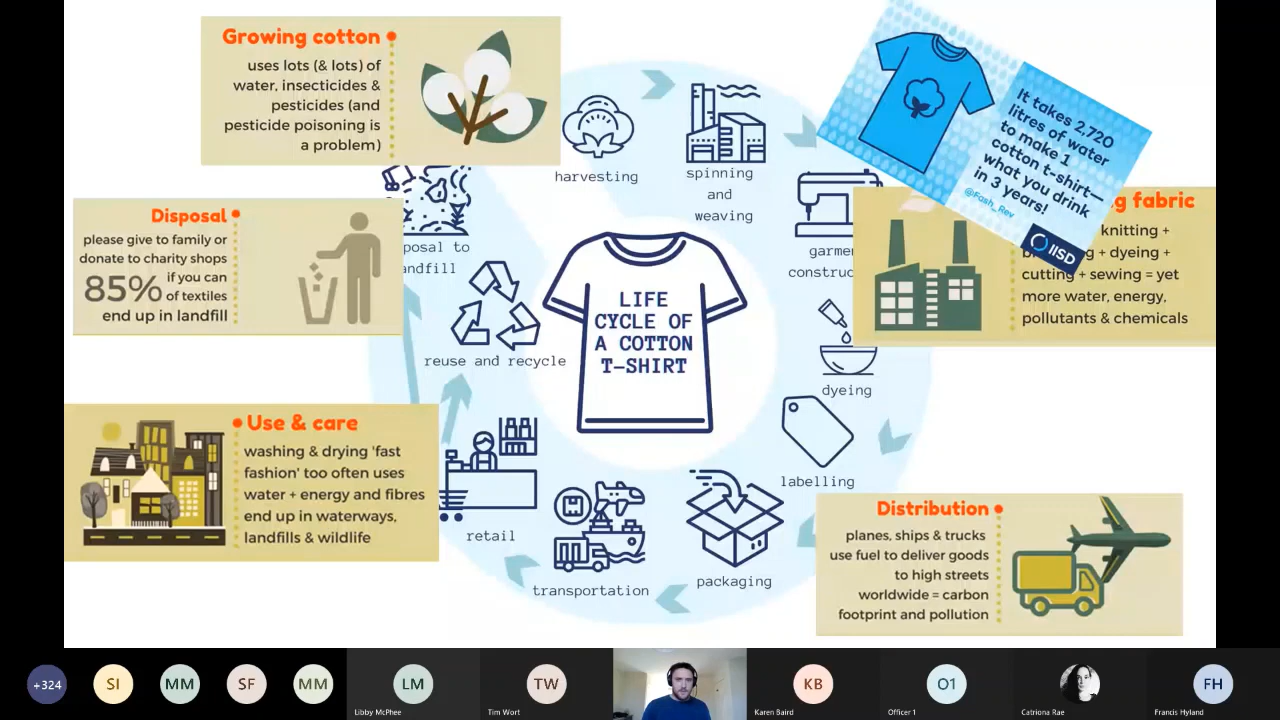 Growing cotton
uses lots (& lots) of
water, insecticides &
pesticides (and
pesticide poisoning is
a problem)
harvesting
spinning
and
weaving
It takes 2,720
litres of water
to make 1
cotton t-shirt—
what you drink
in 3 years!
@Fash_Rev
IISD
g fabric
knitting +
g + dyeing +
cutting + sewing = yet
more water, energy,
pollutants & chemicals
garmen
construc
dyeing
labelling
Distribution
planes, ships & trucks
use fuel to deliver goods
to high streets
worldwide = carbon
footprint and pollution
packaging
transportation
retail
Use & care
washing & drying 'fast
fashion' too often uses
water + energy and fibres
end up in waterways,
landfills & wildlife
reuse and recycle
posal to
andfill
Disposal
please give to family or
donate to charity shops
85% if you can
of textiles
end up in landfill
LIFE
CYCLE OF
A COTTON
T-SHIRT
+324
SI
MM
SF
MM
LM
Libby McPhee
TW
Tim Wort
KB
Karen Baird
O1
Officer 1
Catriona Rae
FH
Francis Hyland